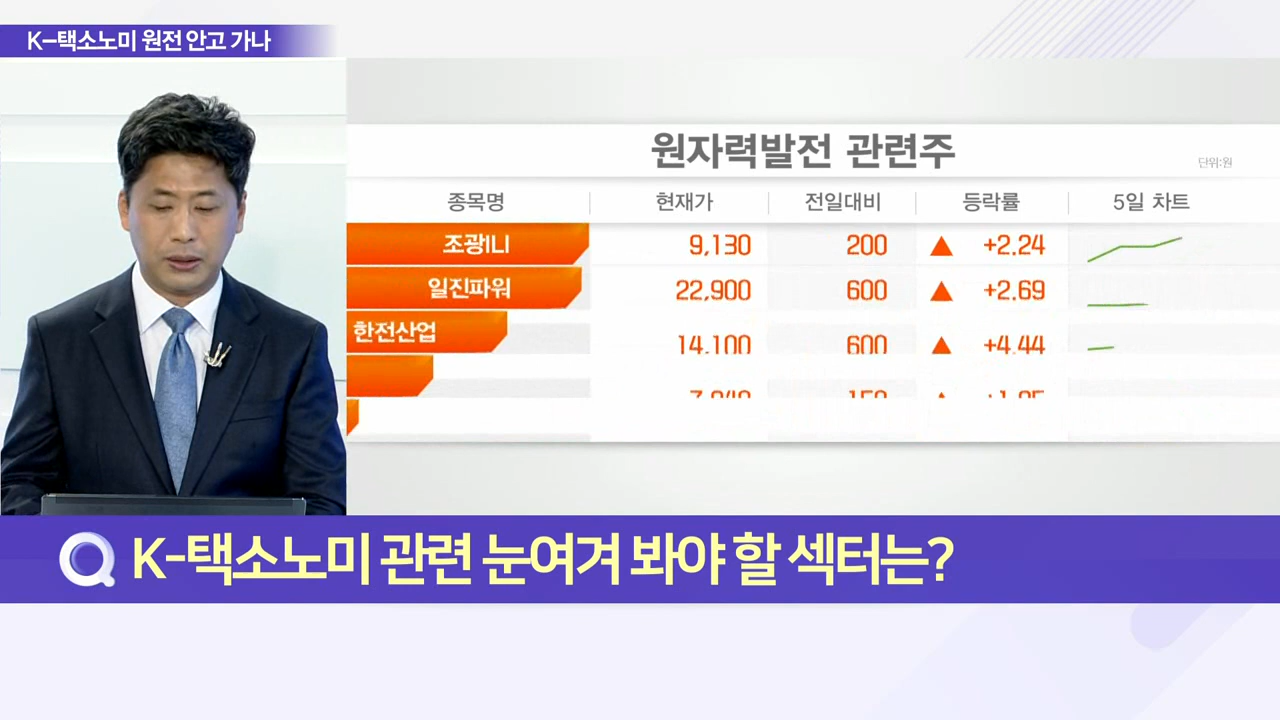 K-택소노미 원전 안고 가나
원자력발전 관련주
단위:원
종목명 현재가 전일대비 등락률 5일 차트
조광ILI 9,130 200 ▲ +2.24
일진파워 22,900 600 ▲ +2.69
한전산업 14,100 600 ▲ +4.44
K-택소노미 관련 눈여겨 봐야 할 섹터는?